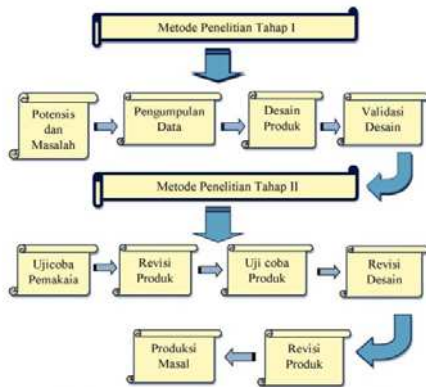 Metode Penelitian Tahap I
Potensis
dan
Masalah
Pengumpulan
Data
Desain
Produk
Validasi
Desain
Metode Penelitian Tahap II
Ujicoba
Pemakaia
Revisi
Produk
Uji coba
Produk
Revisi
Desain
Produksi
Masal
Revisi
Produk